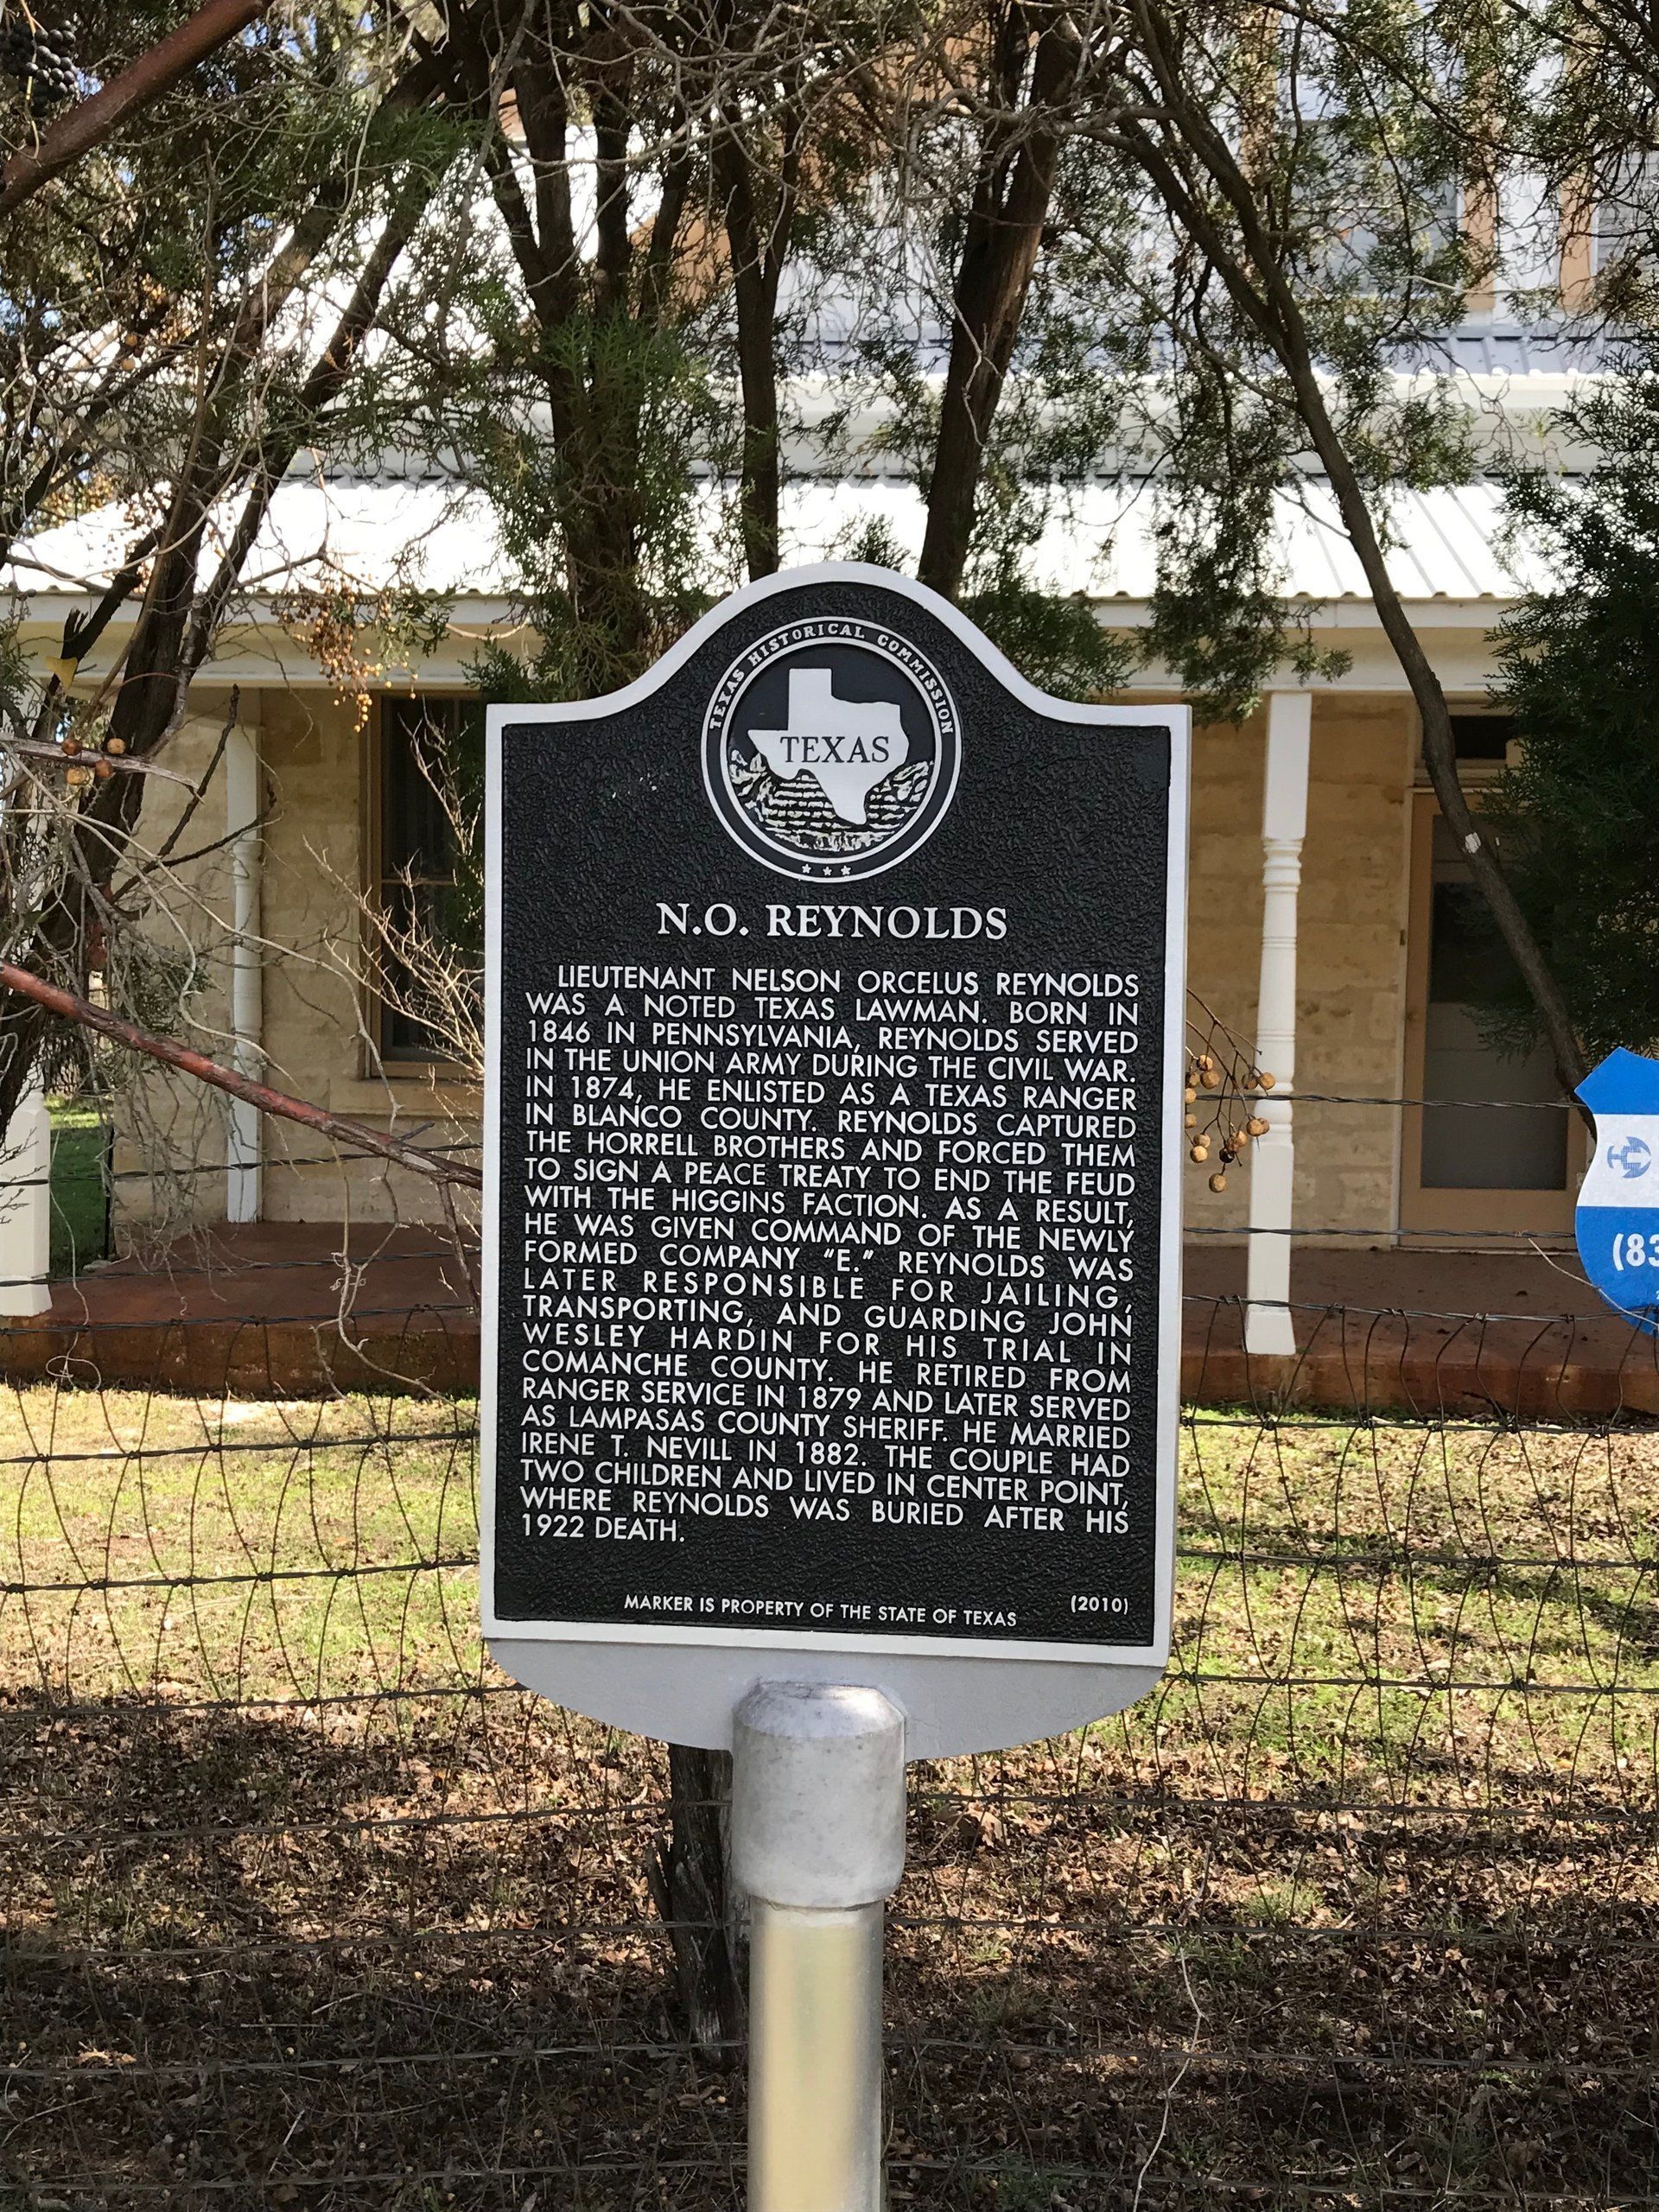 TEXAS HISTORICAL COMMISSION
TEXAS
N.O. REYNOLDS
LIEUTENANT NELSON ORCELUS REYNOLDS
WAS A NOTED TEXAS LAWMAN. BORN IN
1846 IN PENNSYLVANIA, REYNOLDS SERVED
IN THE UNION ARMY DURING THE CIVIL WAR.
IN 1874, HE ENLISTED AS A TEXAS RANGER
IN BLANCO COUNTY. REYNOLDS CAPTURED
THE HORRELL BROTHERS AND FORCED THEM
TO SIGN A PEACE TREATY TO END THE FEUD
WITH THE HIGGINS FACTION. AS A RESULT,
HE WAS GIVEN COMMAND OF THE NEWLY
FORMED COMPANY “E.” REYNOLDS WAS
LATER RESPONSIBLE FOR JAILING,
TRANSPORTING, AND GUARDING JOHN
WESLEY HARDIN FOR HIS TRIAL IN
COMANCHE COUNTY. HE RETIRED FROM
RANGER SERVICE IN 1879 AND LATER SERVED
AS LAMPASAS COUNTY SHERIFF. HE MARRIED
IRENE T. NEVILL IN 1882. THE COUPLE HAD
TWO CHILDREN AND LIVED IN CENTER POINT,
WHERE REYNOLDS WAS BURIED AFTER HIS
1922 DEATH.
(2010)
MARKER IS PROPERTY OF THE STATE OF TEXAS
(83